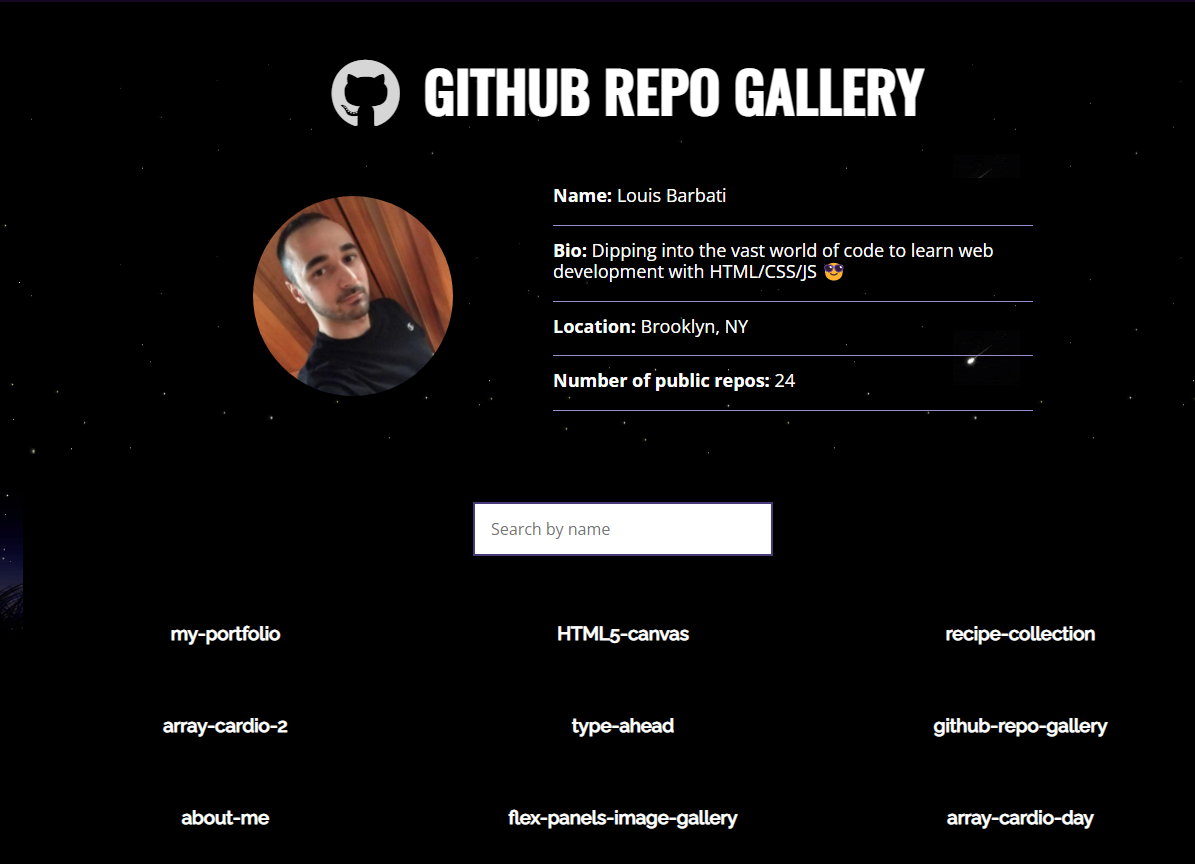 GITHUB REPO GALLERY
Name: Louis Barbati
Bio: Dipping into the vast world of code to learn web
development with HTML/CSS/JS 😎
Location: Brooklyn, NY
Number of public repos: 24
Search by name
my-portfolio HTML5-canvas recipe-collection
array-cardio-2 type-ahead github-repo-gallery
about-me flex-panels-image-gallery array-cardio-day